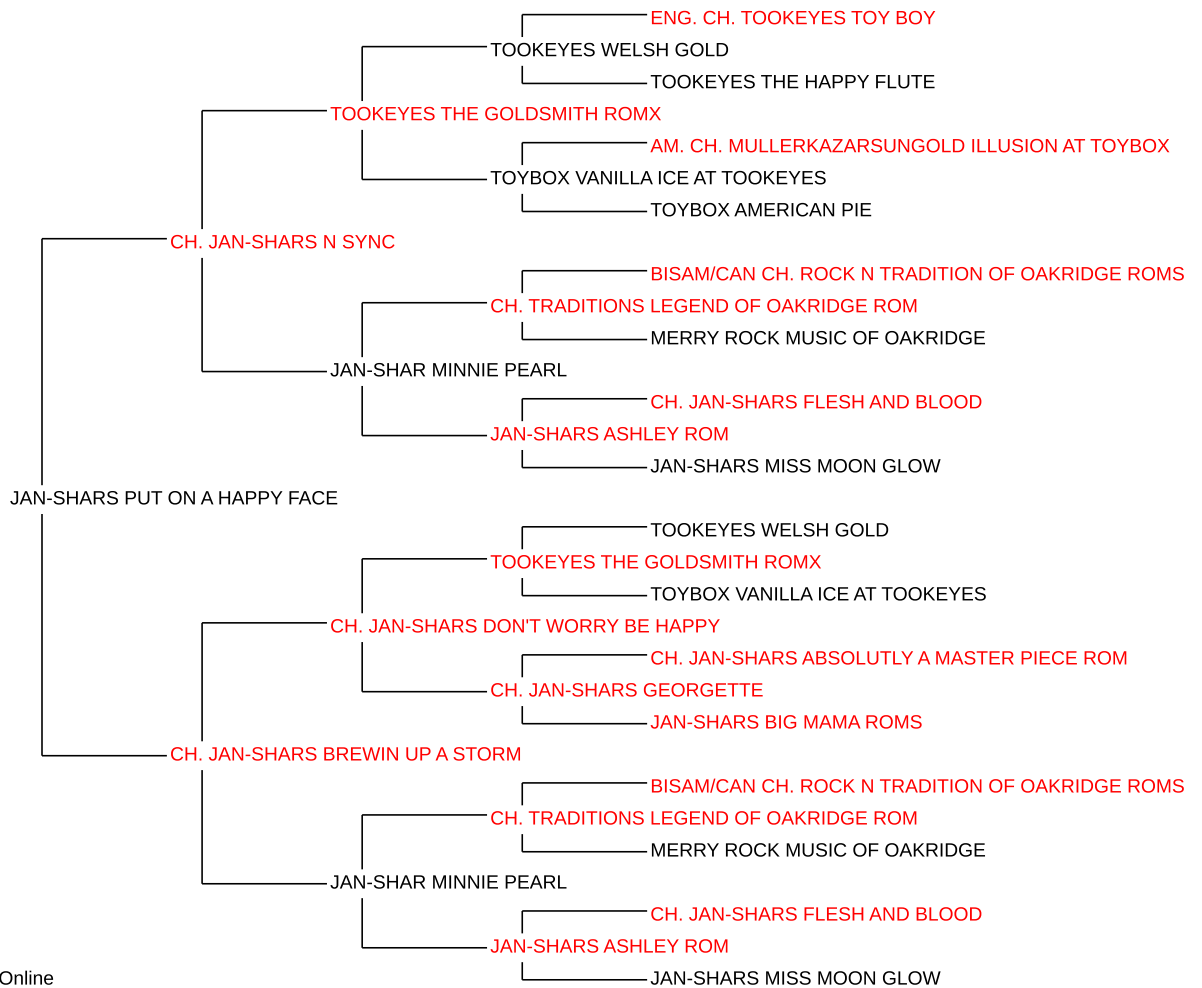 ENG. CH. TOOKEYES TOY BOY
TOOKEYES WELSH GOLD
TOOKEYES THE HAPPY FLUTE
TOOKEYES THE GOLDSMITH ROMX
AM. CH. MULLERKAZARSUNGOLD ILLUSION AT TOYBOX
TOYBOX VANILLA ICE AT TOOKEYES
TOYBOX AMERICAN PIE
CH. JAN-SHARS N SYNC
BISAM/CAN CH. ROCK N TRADITION OF OAKRIDGE ROMS
CH. TRADITIONS LEGEND OF OAKRIDGE ROM
MERRY ROCK MUSIC OF OAKRIDGE
JAN-SHAR MINNIE PEARL
CH. JAN-SHARS FLESH AND BLOOD
JAN-SHARS ASHLEY ROM
JAN-SHARS MISS MOON GLOW
JAN-SHARS PUT ON A HAPPY FACE
TOOKEYES WELSH GOLD
TOOKEYES THE GOLDSMITH ROMX
TOYBOX VANILLA ICE AT TOOKEYES
CH. JAN-SHARS DON'T WORRY BE HAPPY
CH. JAN-SHARS ABSOLUTLY A MASTER PIECE ROM
CH. JAN-SHARS GEORGETTE
JAN-SHARS BIG MAMA ROMS
CH. JAN-SHARS BREWIN UP A STORM
BISAM/CAN CH. ROCK N TRADITION OF OAKRIDGE ROMS
CH. TRADITIONS LEGEND OF OAKRIDGE ROM
MERRY ROCK MUSIC OF OAKRIDGE
JAN-SHAR MINNIE PEARL
CH. JAN-SHARS FLESH AND BLOOD
JAN-SHARS ASHLEY ROM
JAN-SHARS MISS MOON GLOW
Online